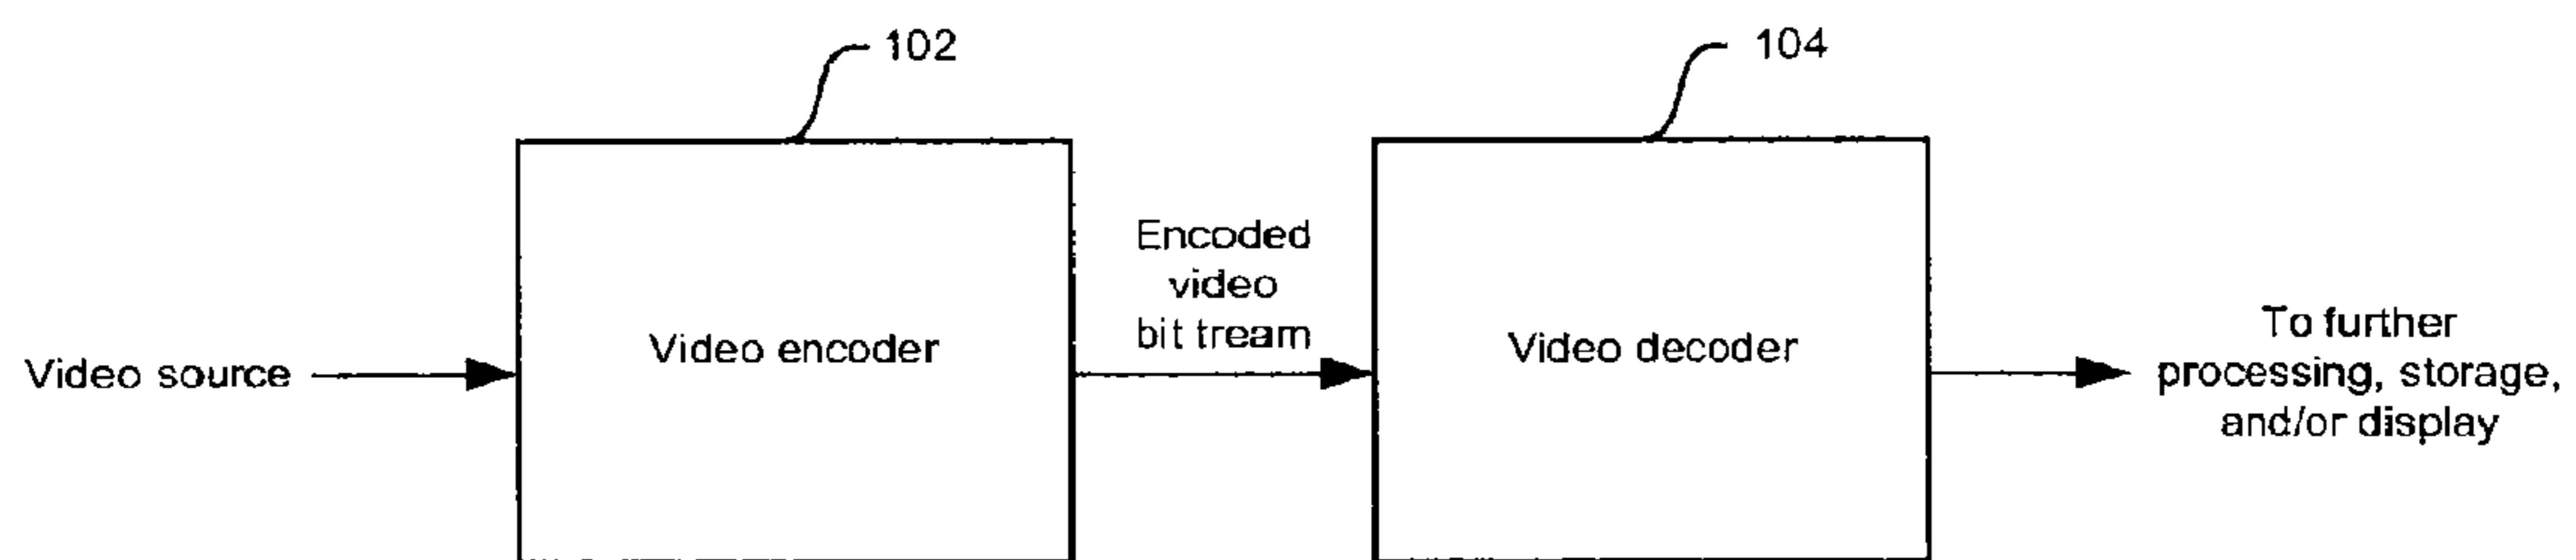 102
104
Encoded
video
bit tream
Video source
Video encoder
Video decoder
To further
processing, storage,
and/or display